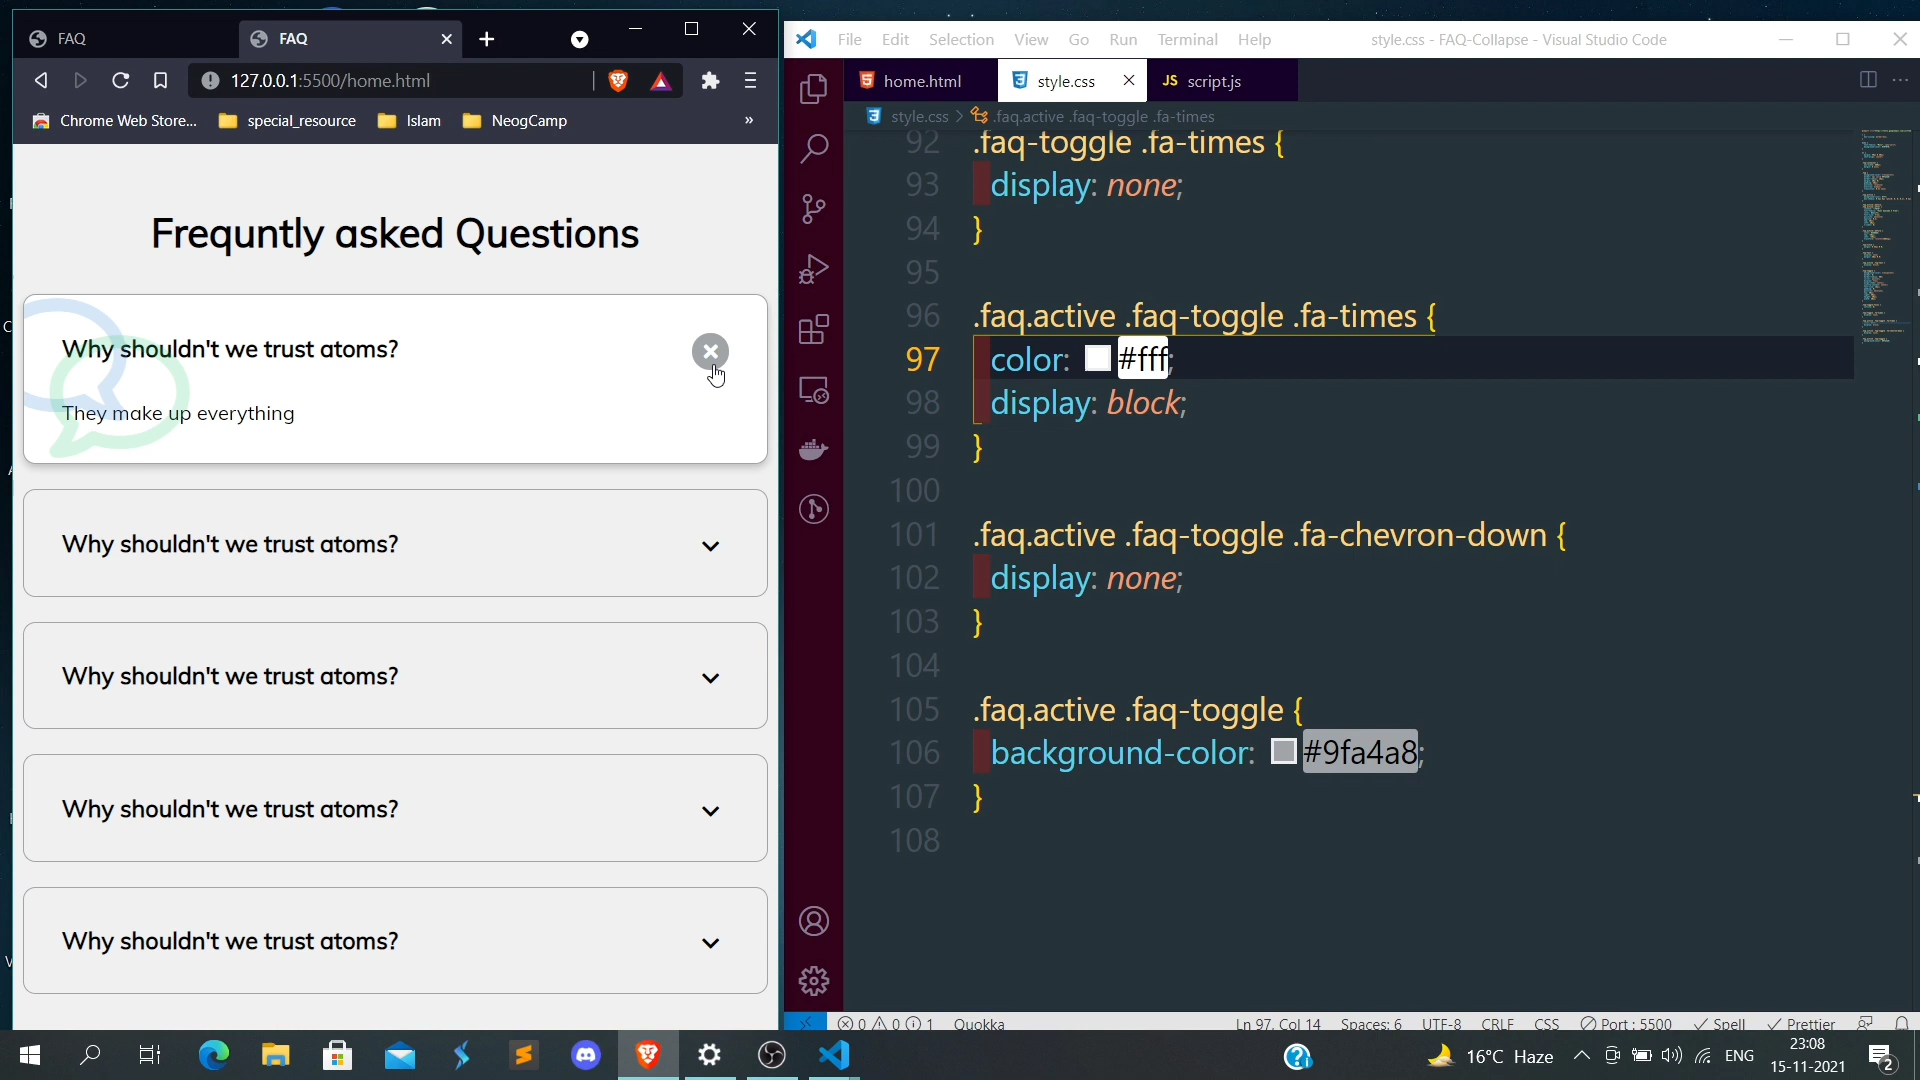 FAQ
FAQ
127.0.0.1:5500/home.html
Chrome Web Store...
special_resource
Islam
NeogCamp
»
Frequntly asked Questions
Why shouldn't we trust atoms?
They make up everything
Why shouldn't we trust atoms?
Why shouldn't we trust atoms?
Why shouldn't we trust atoms?
Why shouldn't we trust atoms?
File Edit Selection View Go Run Terminal Help
style.css - FAQ-Collapse - Visual Studio Code
home.html
style.css
JS script.js
style.css > .faq.active .faq-toggle .fa-times
92 .faq-toggle .fa-times {
93 display: none;
94 }
95
96 .faq.active .faq-toggle .fa-times {
97 color: #fff;
98 display: block;
99 }
100
101 .faq.active .faq-toggle .fa-chevron-down {
102 display: none;
103 }
104
105 .faq.active .faq-toggle {
106 background-color: #9fa4a8;
107 }
108
0 0 1 Quokka
Ln 97, Col 14 Spaces: 6 UTF-8 CRLF CSS Port : 5500 Spell Prettier
16°C Haze
ENG
23:08
15-11-2021
2